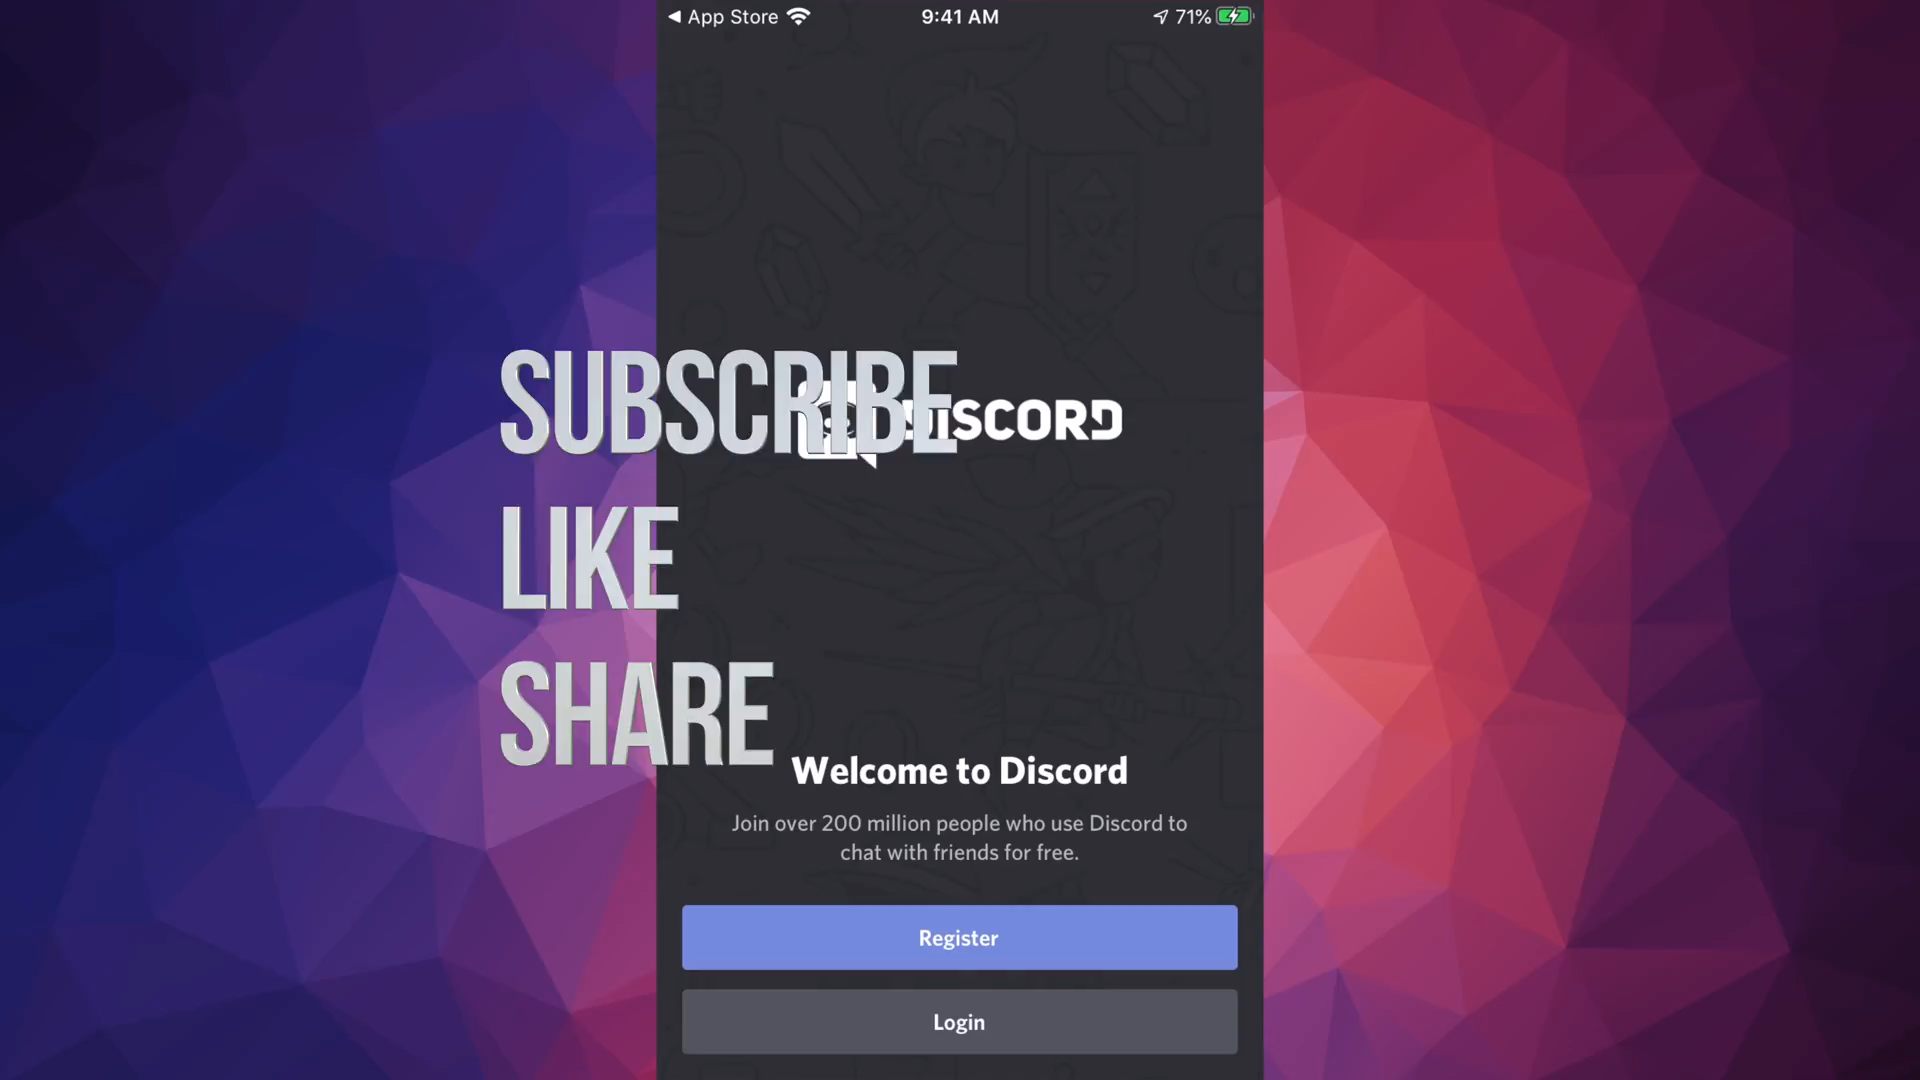 App Store
9:41 AM
71%
SUBSCRIBE
DISCORD
LIKE
SHARE
Welcome to Discord
Join over 200 million people who use Discord to
chat with friends for free.
Register
Login